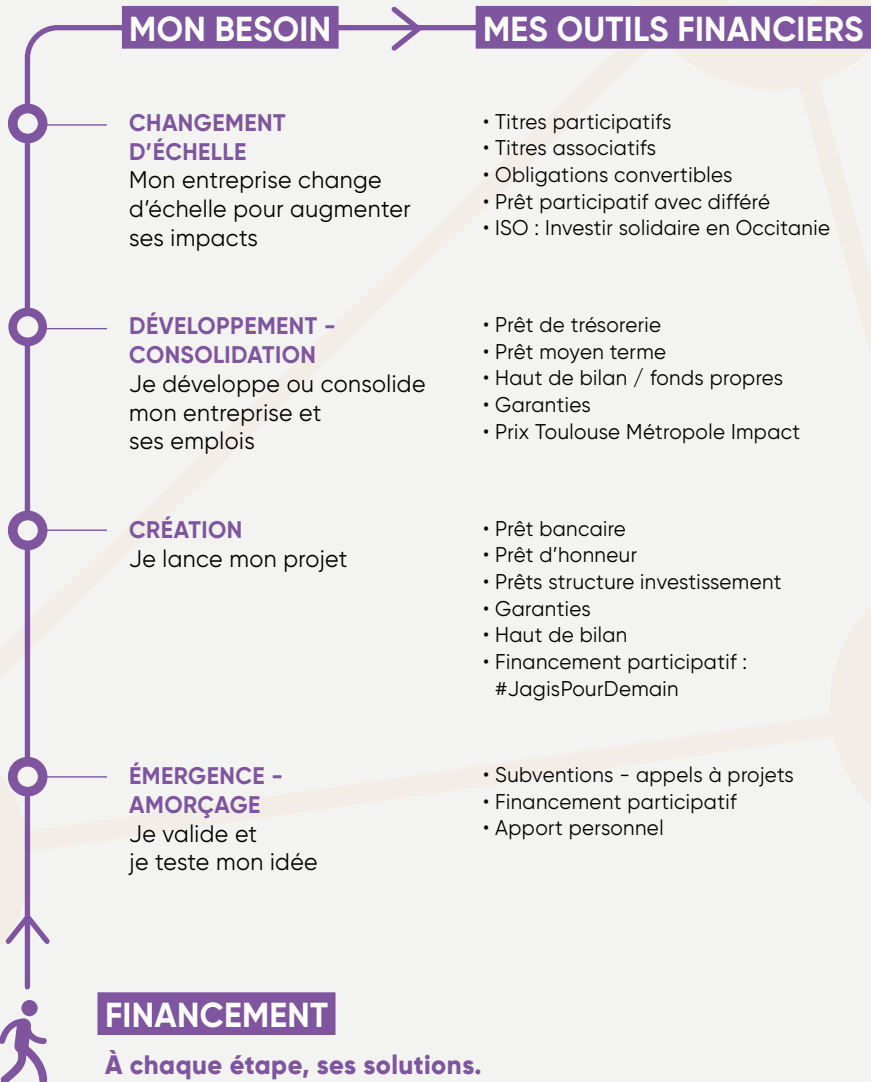 MON BESOIN
MES OUTILS FINANCIERS
CHANGEMENT
D'ÉCHELLE
Mon entreprise change
d'échelle pour augmenter
ses impacts
• Titres participatifs
• Titres associatifs
• Obligations convertibles
• Prêt participatif avec différé
• ISO : Investir solidaire en Occitanie
DÉVELOPPEMENT -
CONSOLIDATION
Je développe ou consolide
mon entreprise et
ses emplois
• Prêt de trésorerie
• Prêt moyen terme
• Haut de bilan / fonds propres
• Garanties
• Prix Toulouse Métropole Impact
CRÉATION
Je lance mon projet
• Prêt bancaire
• Prêt d'honneur
• Prêts structure investissement
• Garanties
• Haut de bilan
• Financement participatif :
#JagisPourDemain
ÉMERGENCE -
AMORÇAGE
Je valide et
je teste mon idée
• Subventions - appels à projets
• Financement participatif
• Apport personnel
FINANCEMENT
À chaque étape, ses solutions.